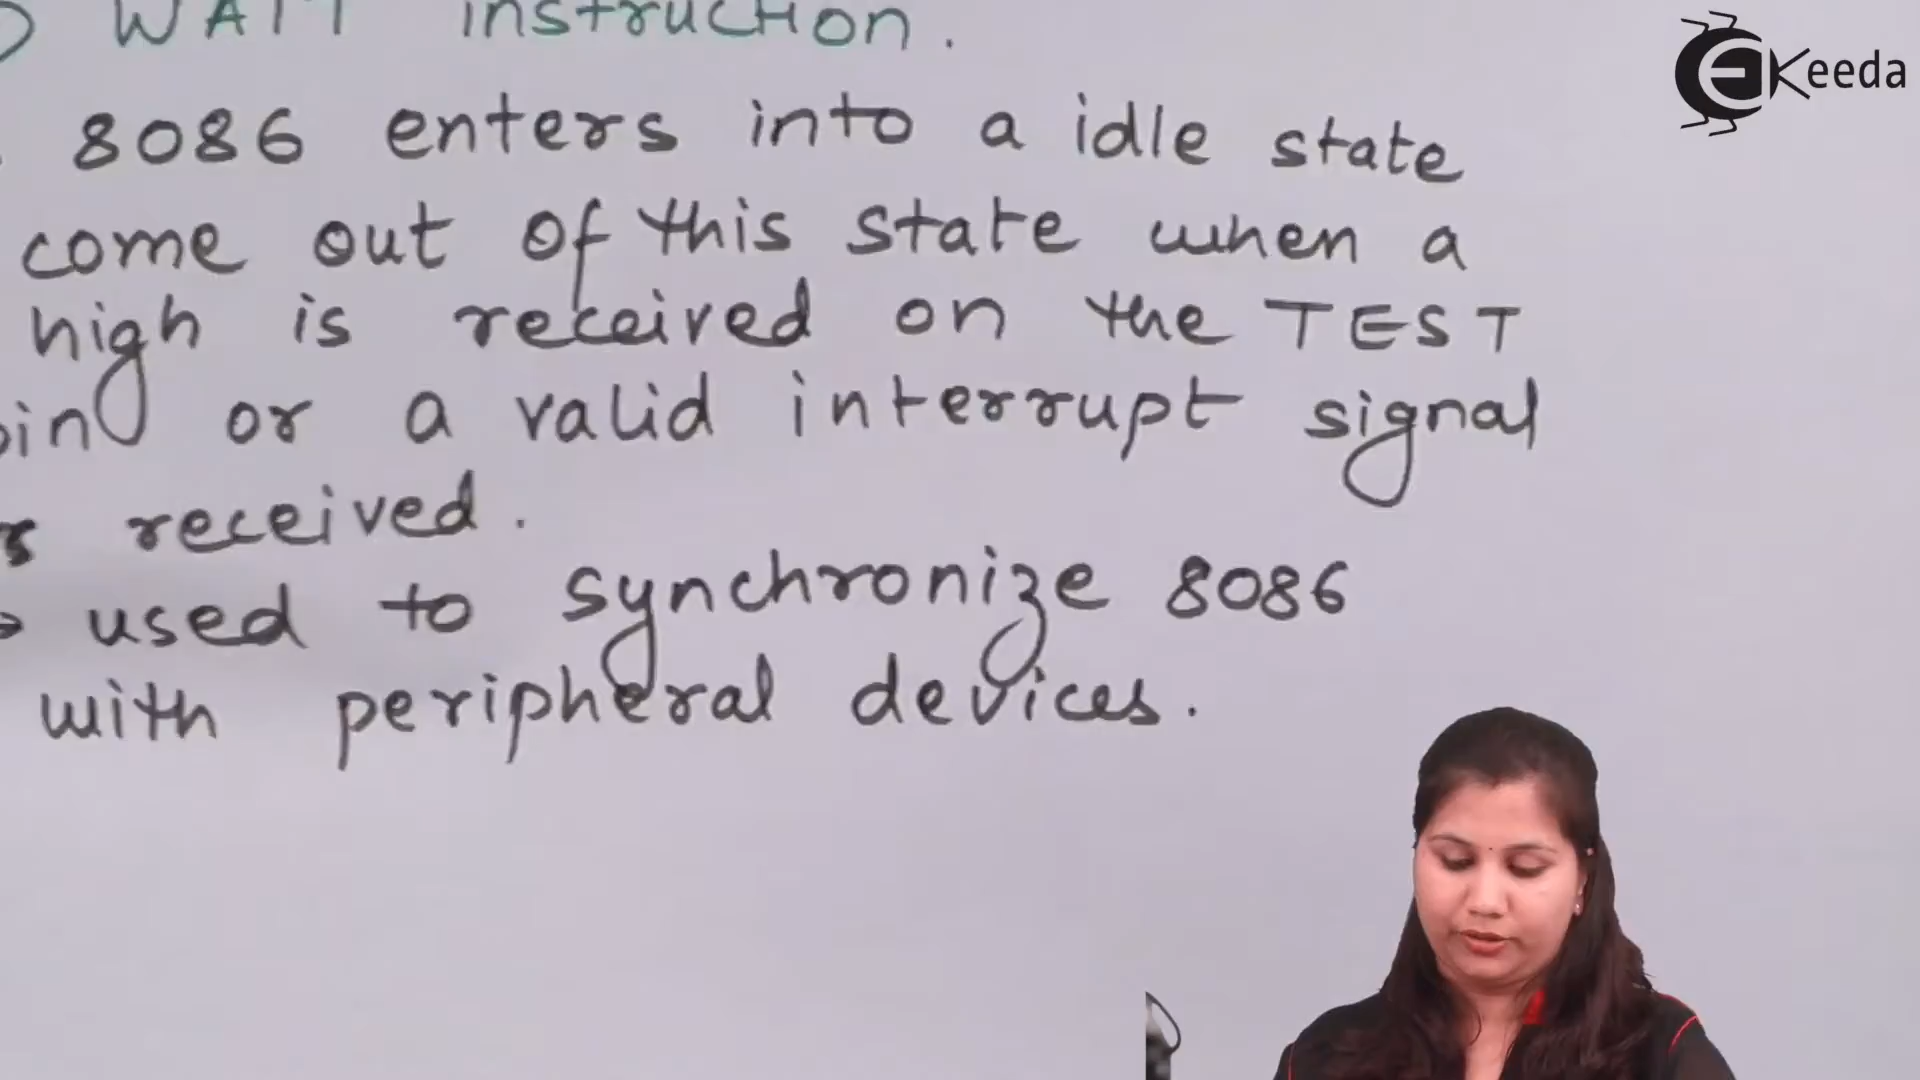 WAIT instruction.
8086 enters into a idle state
come out of this state when a
high is received on the TEST
or a valid interrupt signal
received.
used to synchronize 8086
with peripheral devices.
Keeda